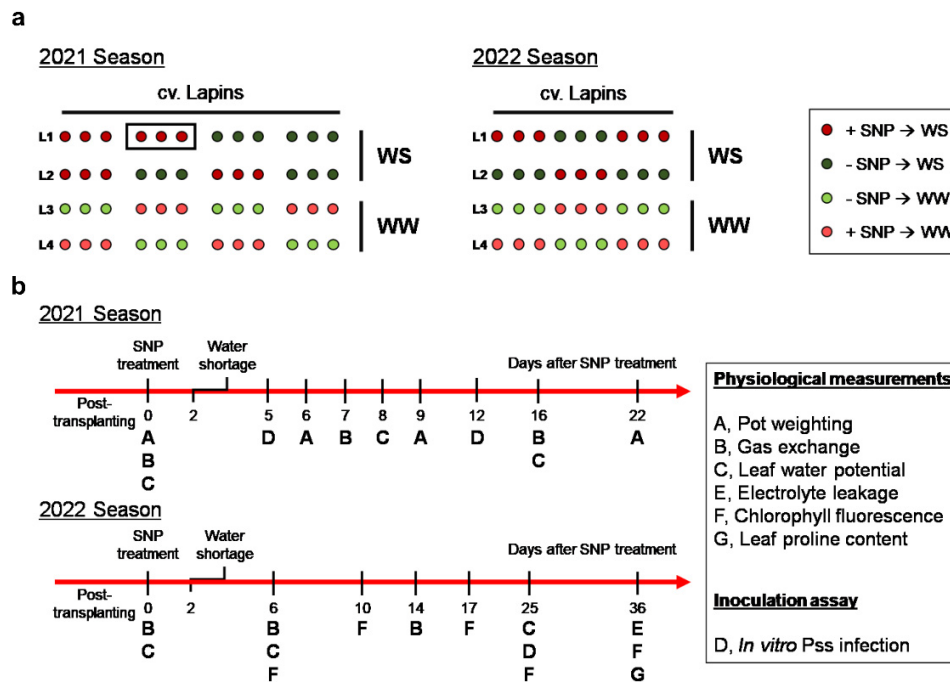 a
2021 Season
2022 Season
cv. Lapins
cv. Lapins
L1
L2
L3
L4
WS
WW
L1
L2
L3
L4
WS
WW
+ SNP → WS
- SNP → WS
- SNP → WW
+ SNP → WW
b
2021 Season
SNP treatment
Water shortage
Days after SNP treatment
Post-transplanting
0 2 5 6 7 8 9 12 16 22
A D A B C A D B A
B C
C
2022 Season
SNP treatment
Water shortage
Days after SNP treatment
Post-transplanting
0 2 6 10 14 17 25 36
B B F B F C E
C C D F
F F G
Physiological measurements
A, Pot weighting
B, Gas exchange
C, Leaf water potential
E, Electrolyte leakage
F, Chlorophyll fluorescence
G, Leaf proline content
Inoculation assay
D, In vitro Pss infection